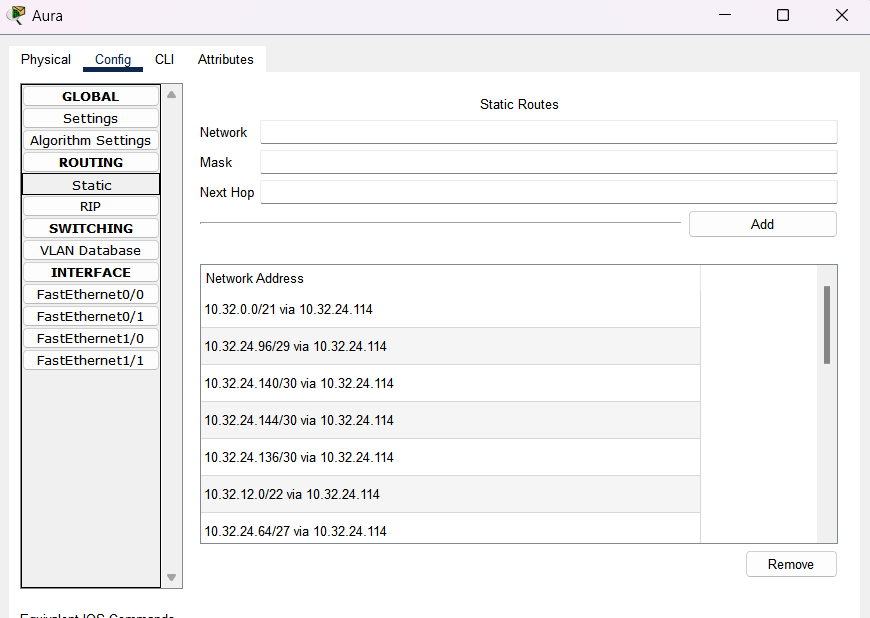 Aura
Physical Config CLI Attributes
GLOBAL
Settings
Algorithm Settings
ROUTING
Static
RIP
SWITCHING
VLAN Database
INTERFACE
FastEthernet0/0
FastEthernet0/1
FastEthernet1/0
FastEthernet1/1
Static Routes
Network
Mask
Next Hop
Add
Network Address
10.32.0.0/21 via 10.32.24.114
10.32.24.96/29 via 10.32.24.114
10.32.24.140/30 via 10.32.24.114
10.32.24.144/30 via 10.32.24.114
10.32.24.136/30 via 10.32.24.114
10.32.12.0/22 via 10.32.24.114
10.32.24.64/27 via 10.32.24.114
Remove
Equivalent IOS Commands